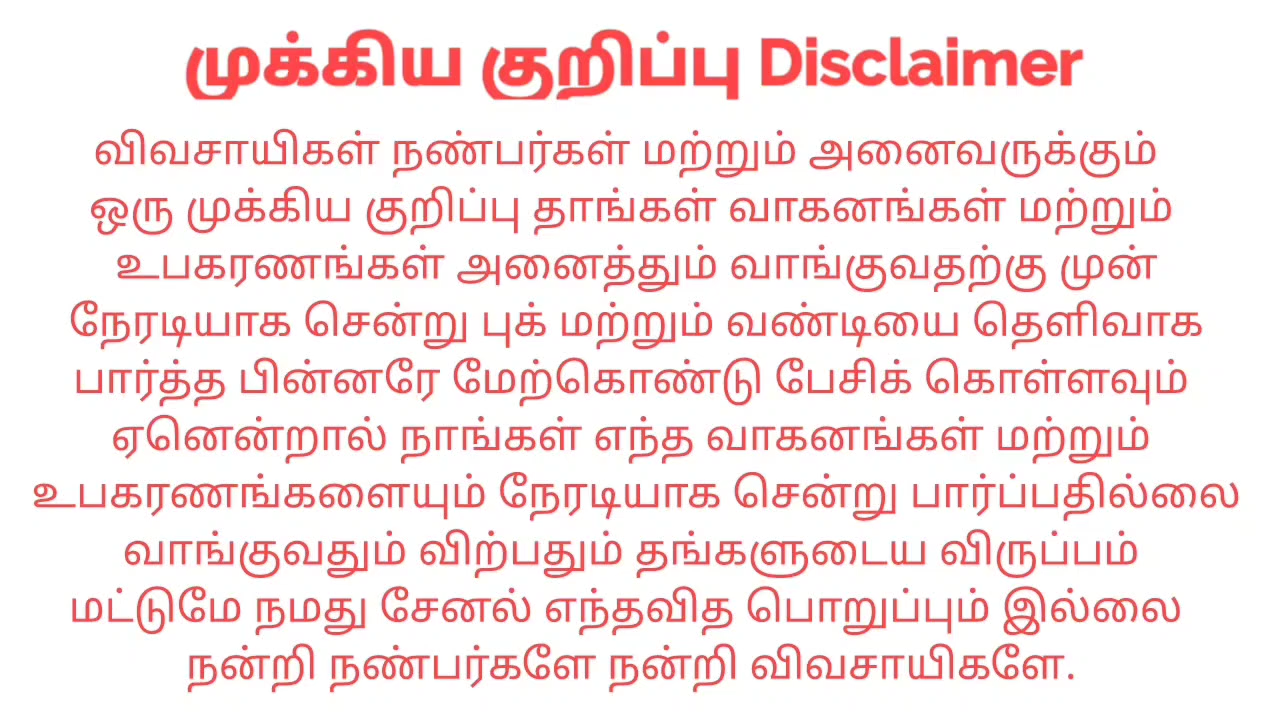 முக்கிய குறிப்பு Disclaimer
விவசாயிகள் நண்பர்கள் மற்றும் அனைவருக்கும்
ஒரு முக்கிய குறிப்பு தாங்கள் வாகனங்கள் மற்றும்
உபகரணங்கள் அனைத்தும் வாங்குவதற்கு முன்
நேரடியாக சென்று புக் மற்றும் வண்டியை தெளிவாக
பார்த்த பின்னரே மேற்கொண்டு பேசிக் கொள்ளவும்
ஏனென்றால் நாங்கள் எந்த வாகனங்கள் மற்றும்
உபகரணங்களையும் நேரடியாக சென்று பார்ப்பதில்லை
வாங்குவதும் விற்பதும் தங்களுடைய விருப்பம்
மட்டுமே நமது சேனல் எந்தவித பொறுப்பும் இல்லை
நன்றி நண்பர்களே நன்றி விவசாயிகளே.